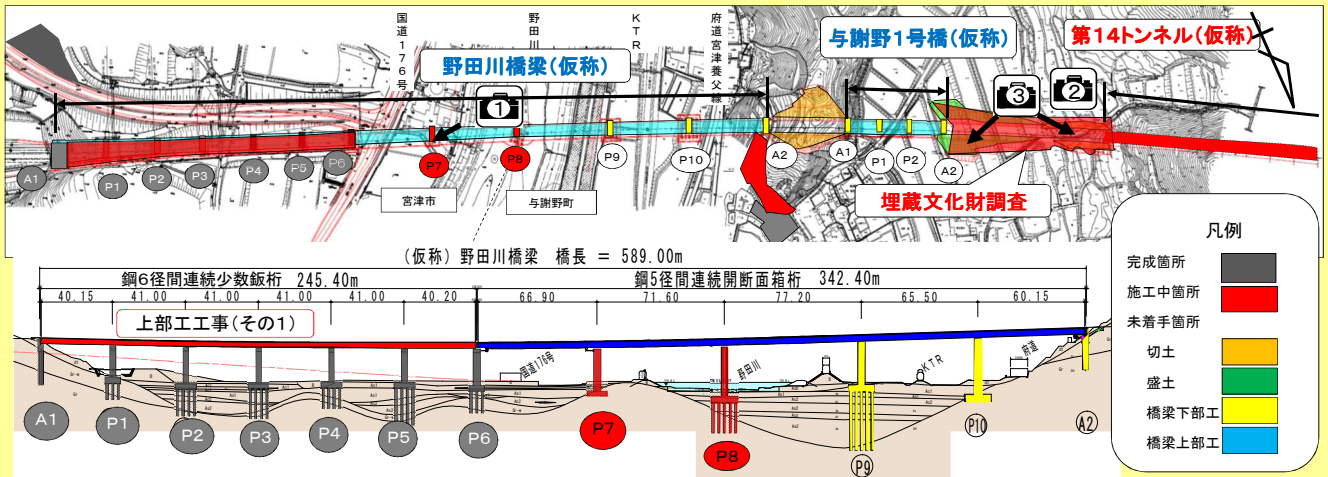 国道176号
野田川
KTR
府道宮津養父線
野田川橋梁(仮称)
与謝野1号橋(仮称)
第14トンネル(仮称)
①
③
②
A1
P1
P2
P3
P4
P5
P6
P7
P8
P9
P10
A2
A1
P1
P2
A2
宮津市
与謝野町
埋蔵文化財調査
(仮称) 野田川橋梁 橋長 = 589.00m
鋼6径間連続少数鈑桁 245.40m
鋼5径間連続開断面箱桁 342.40m
40.15 41.00 41.00 41.00 41.00 40.20 66.90 71.60 77.20 65.50 60.15
上部工工事(その1)
国道176号
野田川
KTR
府道
A1
P1
P2
P3
P4
P5
P6
P7
P8
P9
P10
A2
凡例
完成箇所
施工中箇所
未着手箇所
切土
盛土
橋梁下部工
橋梁上部工